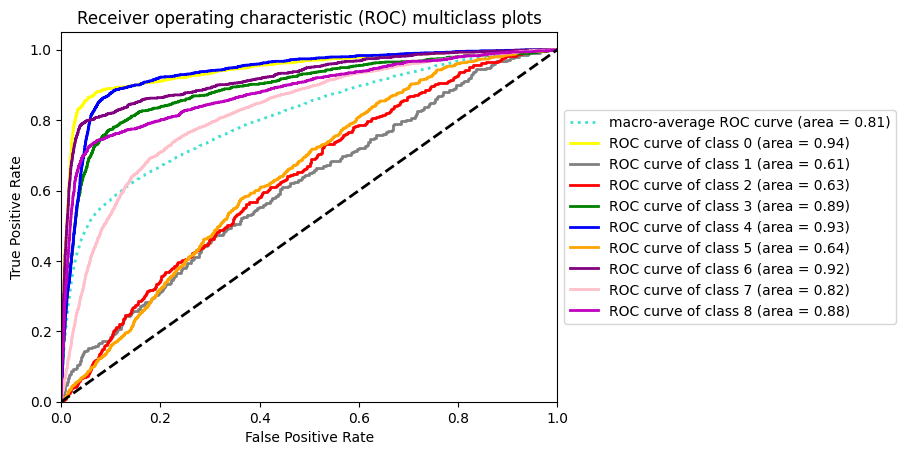 Receiver operating characteristic (ROC) multiclass plots
1.0
0.8
0.6
0.4
0.2
0.0
True Positive Rate
0.0 0.2 0.4 0.6 0.8 1.0
False Positive Rate
macro-average ROC curve (area = 0.81)
ROC curve of class 0 (area = 0.94)
ROC curve of class 1 (area = 0.61)
ROC curve of class 2 (area = 0.63)
ROC curve of class 3 (area = 0.89)
ROC curve of class 4 (area = 0.93)
ROC curve of class 5 (area = 0.64)
ROC curve of class 6 (area = 0.92)
ROC curve of class 7 (area = 0.82)
ROC curve of class 8 (area = 0.88)